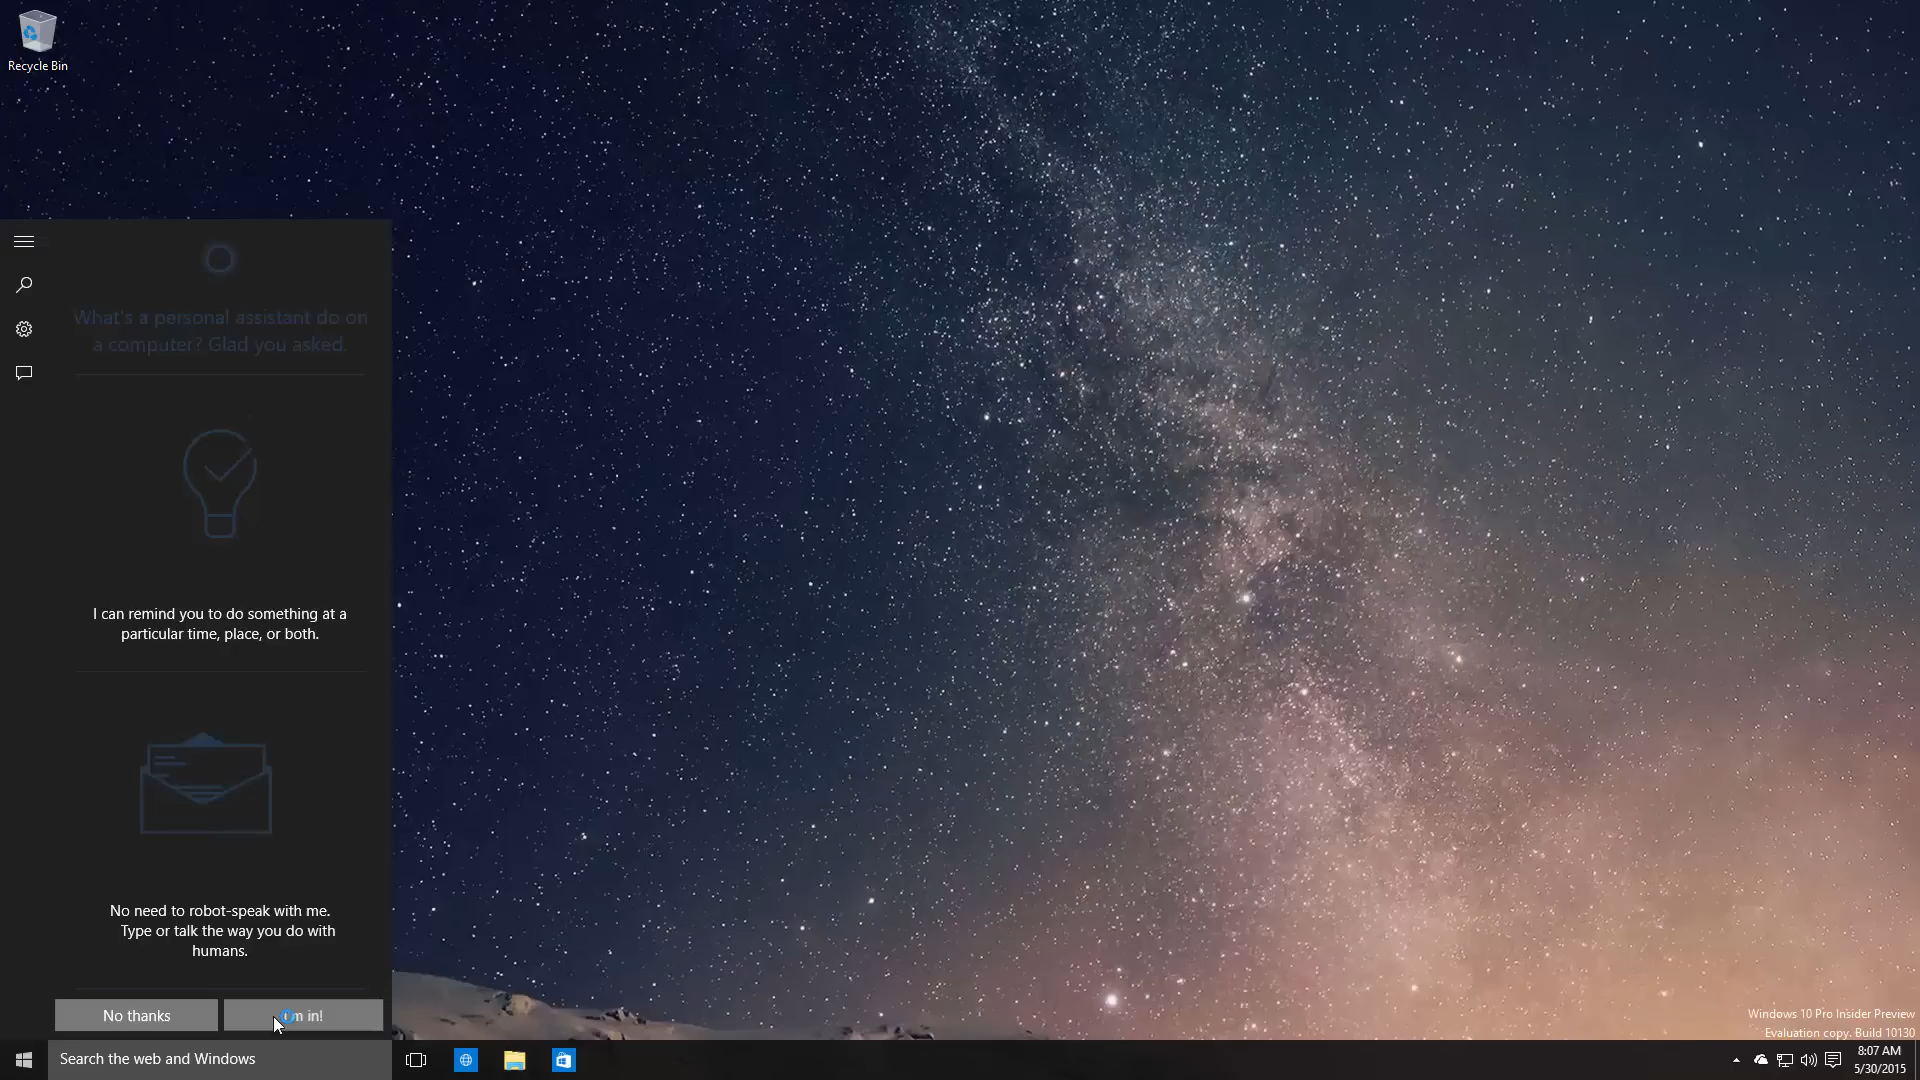 Recycle Bin
What's a personal assistant do on
a computer? Glad you asked.
I can remind you to do something at a
particular time, place, or both.
No need to robot-speak with me.
Type or talk the way you do with
humans.
No thanks
in!
Search the web and Windows
Windows 10 Pro Insider Preview
Evaluation copy. Build 10130
8:07 AM
5/30/2015